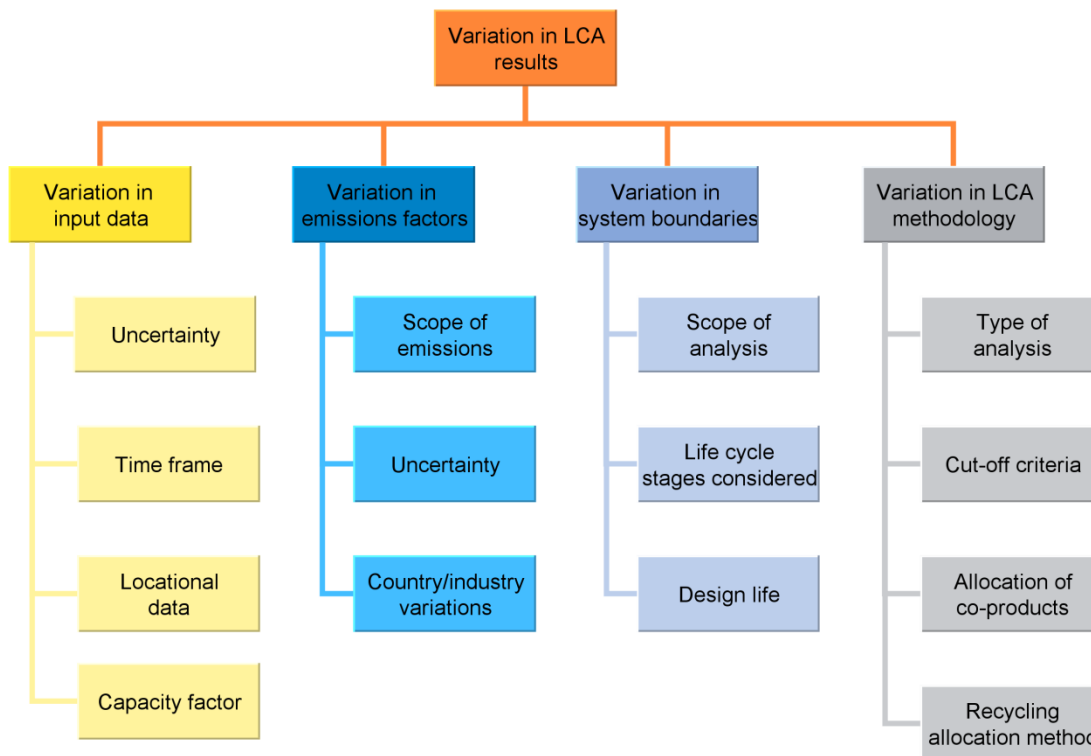 Variation in LCA
results
Variation in
input data
Uncertainty
Time frame
Locational
data
Capacity factor
Variation in
emissions factors
Scope of
emissions
Uncertainty
Country/industry
variations
Variation in
system boundaries
Scope of
analysis
Life cycle
stages considered
Design life
Variation in LCA
methodology
Type of
analysis
Cut-off criteria
Allocation of
co-products
Recycling
allocation method